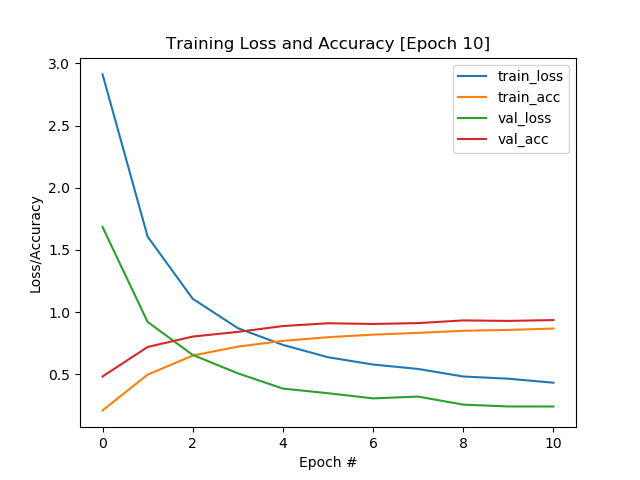 Training Loss and Accuracy [Epoch 10]
train_loss
train_acc
val_loss
val_acc
3.0
2.5
2.0
1.5
1.0
0.5
Loss/Accuracy
0 2 4 6 8 10
Epoch #